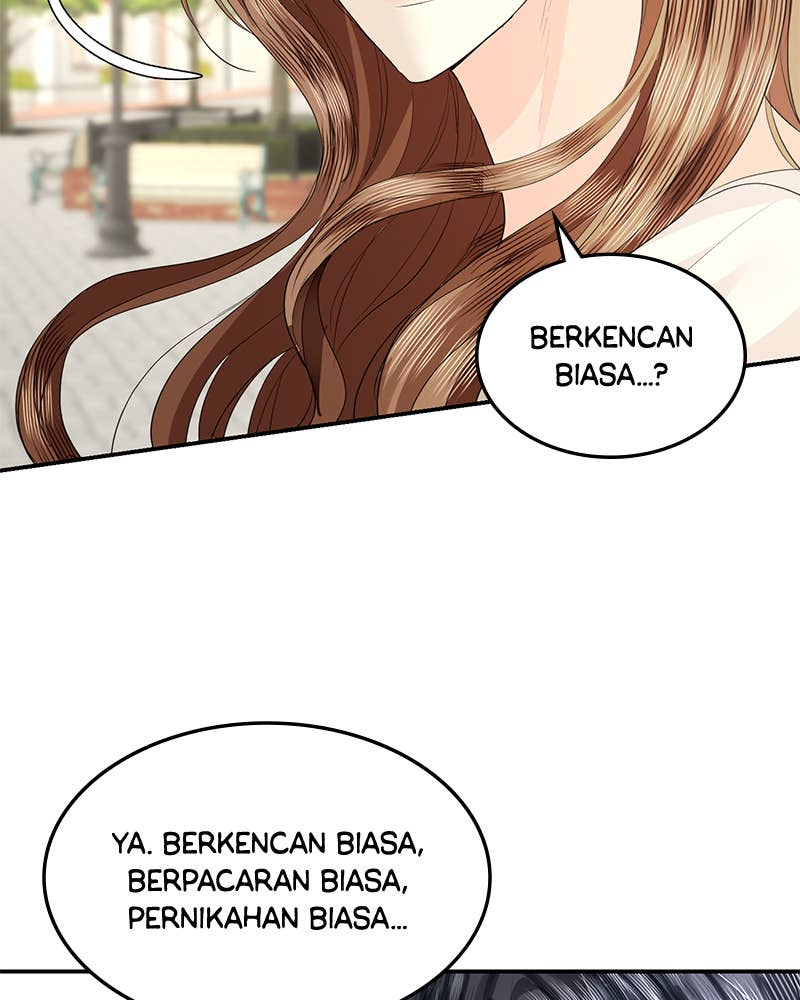 BERKENCAN
BIASA...?
YA. BERKENCAN BIASA,
BERPACARAN BIASA,
PERNIKAHAN BIASA...